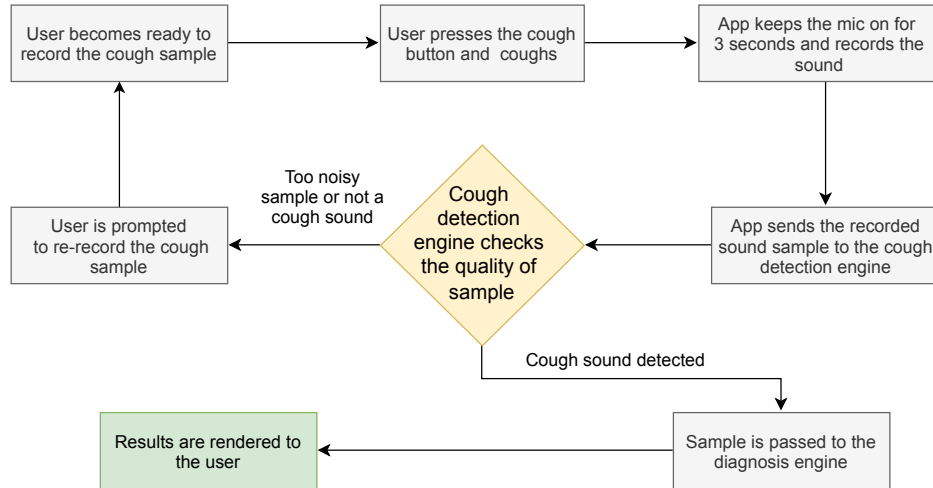 User becomes ready to
record the cough sample
User presses the cough
button and coughs
App keeps the mic on for
3 seconds and records the
sound
Too noisy
sample or not a
cough sound
Cough
detection
engine checks
the quality of
sample
User is prompted
to re-record the cough
sample
App sends the recorded
sound sample to the cough
detection engine
Cough sound detected
Results are rendered to
the user
Sample is passed to the
diagnosis engine